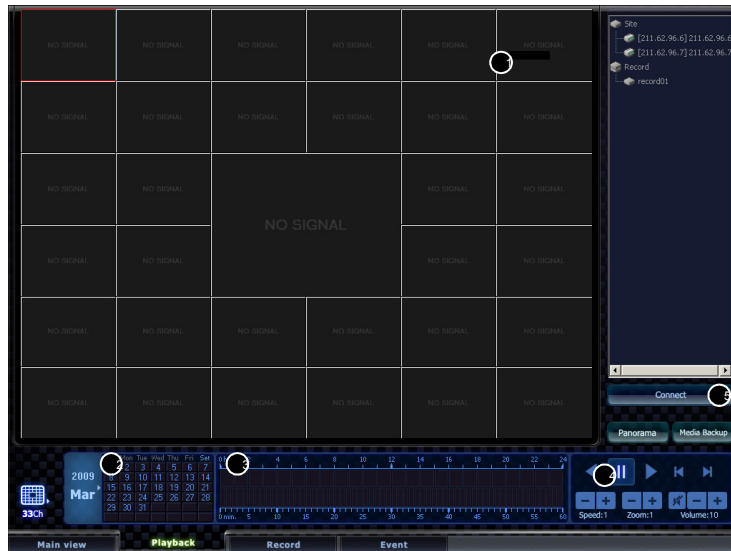 NO SIGNAL NO SIGNAL NO SIGNAL NO SIGNAL NO SIGNAL NO SIGNAL
1
NO SIGNAL NO SIGNAL NO SIGNAL NO SIGNAL NO SIGNAL NO SIGNAL
NO SIGNAL NO SIGNAL NO SIGNAL NO SIGNAL
NO SIGNAL
NO SIGNAL NO SIGNAL NO SIGNAL NO SIGNAL
NO SIGNAL NO SIGNAL NO SIGNAL NO SIGNAL NO SIGNAL NO SIGNAL
NO SIGNAL NO SIGNAL NO SIGNAL NO SIGNAL NO SIGNAL NO SIGNAL
Site
[211.62.96.6] 211.62.96.6
[211.62.96.7] 211.62.96.7
Record
record01
Connect 5
Panorama Media Backup
33Ch
2009
Mar
2
Mon Tue Wed Thu Fri Sat
2 3 4 5 6 7
8 9 10 11 12 13 14
15 16 17 18 19 20 21
22 23 24 25 26 27 28
29 30 31
3
0 4 6 8 10 12 14 16 18 20 22 24
0 min. 5 10 15 20 25 30 35 40 45 50 55 60
4
Speed:1 Zoom:1 Volume:10
Main view Playback Record Event